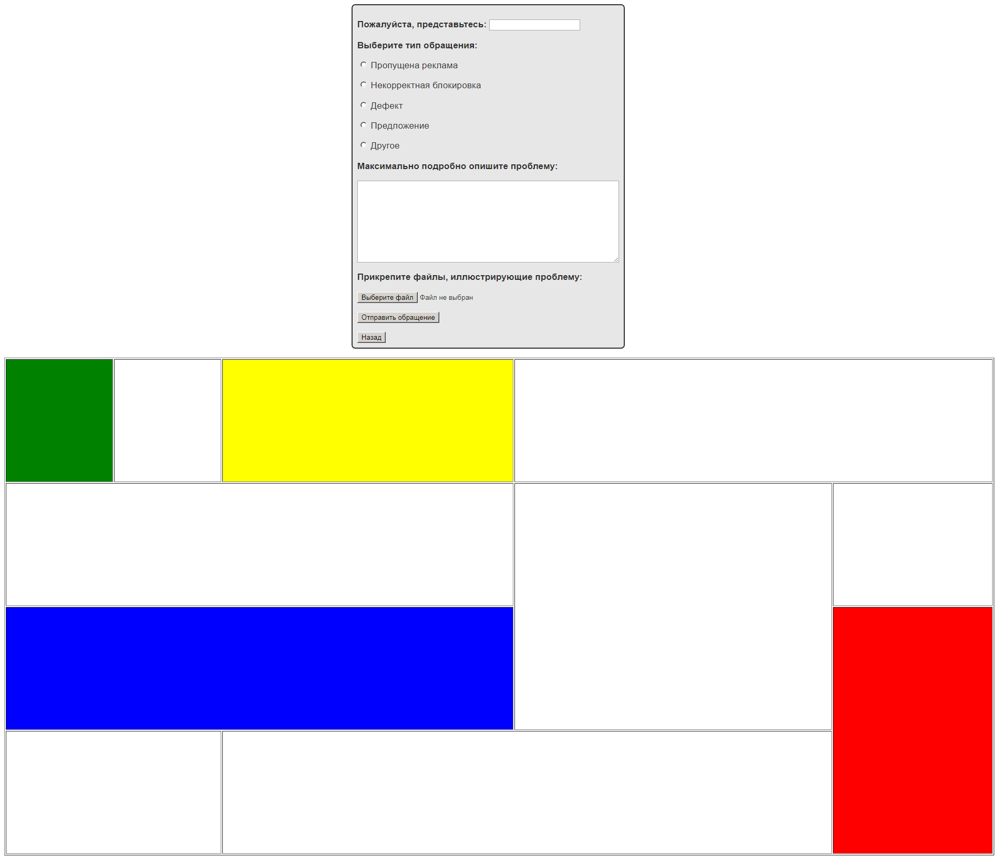 Пожалуйста, представьтесь:
Выберите тип обращения:
Пропущена реклама
Некорректная блокировка
Дефект
Предложение
Другое
Максимально подробно опишите проблему:
Прикрепите файлы, иллюстрирующие проблему:
Выберите файл Файл не выбран
Отправить обращение
Назад